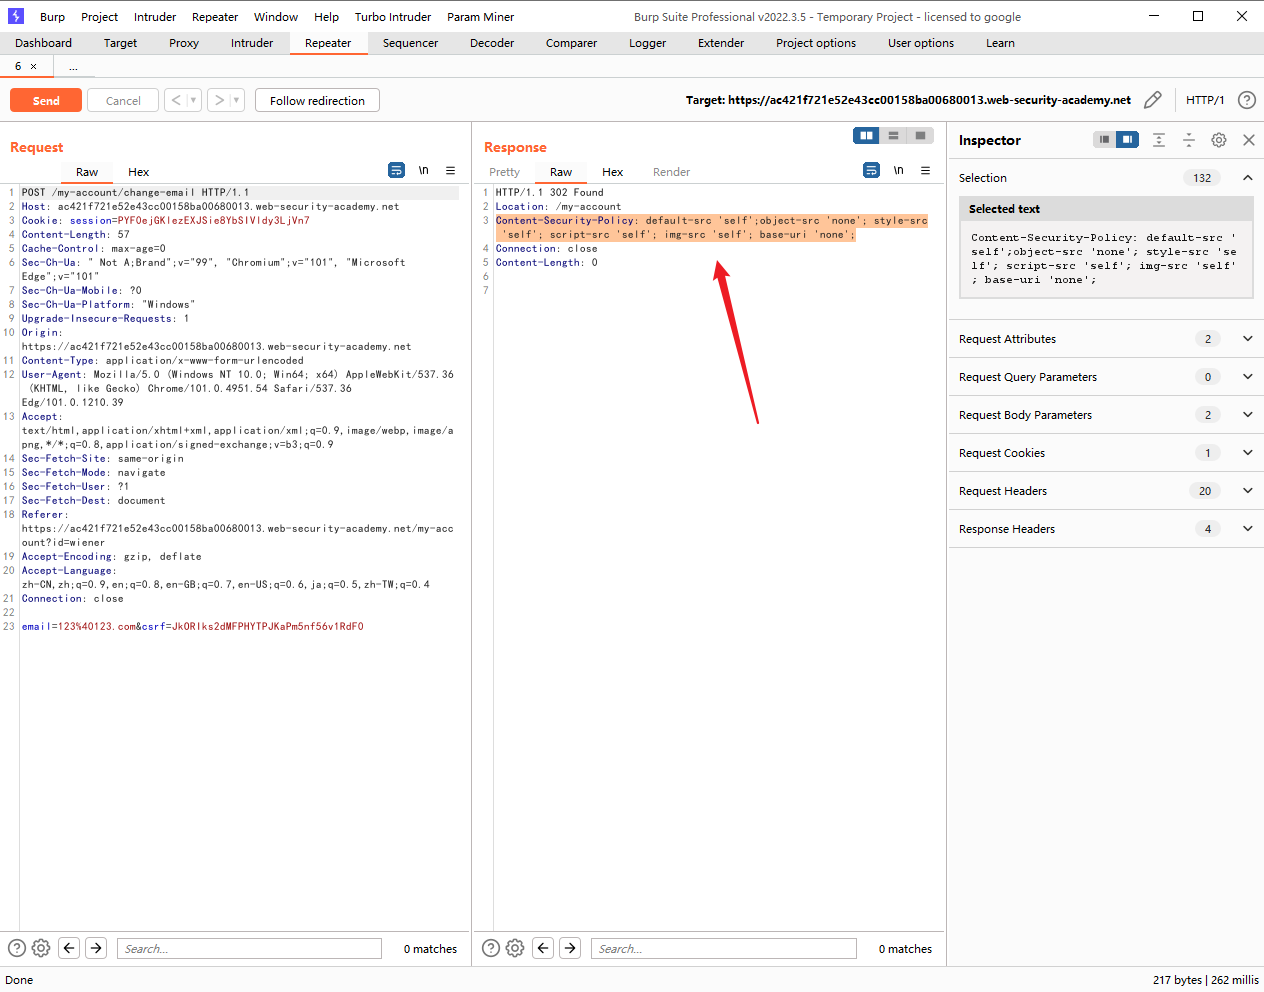 Burp Project Intruder Repeater Window Help Turbo Intruder Param Miner Burp Suite Professional v2022.3.5 - Temporary Project - licensed to google
Dashboard Target Proxy Intruder Repeater Sequencer Decoder Comparer Logger Extender Project options User options Learn
6 × ...
Send Cancel < > Follow redirection Target: https://ac421f721e52e43cc00158ba00680013.web-security-academy.net HTTP/1 ?
Request
Raw Hex \n
1 POST /my-account/change-email HTTP/1.1
2 Host: ac421f721e52e43cc00158ba00680013.web-security-academy.net
3 Cookie: session=PYFOejGKlezEXJSie8YbSlVldy3LjVn7
4 Content-Length: 57
5 Cache-Control: max-age=0
6 Sec-Ch-Ua: " Not A;Brand";v="99", "Chromium";v="101", "Microsoft
Edge";v="101"
7 Sec-Ch-Ua-Mobile: ?0
8 Sec-Ch-Ua-Platform: "Windows"
9 Upgrade-Insecure-Requests: 1
10 Origin:
https://ac421f721e52e43cc00158ba00680013.web-security-academy.net
11 Content-Type: application/x-www-form-urlencoded
12 User-Agent: Mozilla/5.0 (Windows NT 10.0; Win64; x64) AppleWebKit/537.36
(KHTML, like Gecko) Chrome/101.0.4951.54 Safari/537.36
Edg/101.0.1210.39
13 Accept:
text/html,application/xhtml+xml,application/xml;q=0.9,image/webp,image/a
png,*/*;q=0.8,application/signed-exchange;v=b3;q=0.9
14 Sec-Fetch-Site: same-origin
15 Sec-Fetch-Mode: navigate
16 Sec-Fetch-User: ?1
17 Sec-Fetch-Dest: document
18 Referer:
https://ac421f721e52e43cc00158ba00680013.web-security-academy.net/my-acc
ount?id=wiener
19 Accept-Encoding: gzip, deflate
20 Accept-Language:
zh-CN,zh;q=0.9,en;q=0.8,en-GB;q=0.7,en-US;q=0.6,ja;q=0.5,zh-TW;q=0.4
21 Connection: close
22
23 email=123%40123.com&csrf=JkORlks2dMFPHYTPJKaPm5nf56v1RdF0
? Search... 0 matches
Response
Pretty Raw Hex Render \n
1 HTTP/1.1 302 Found
2 Location: /my-account
3 Content-Security-Policy: default-src 'self';object-src 'none'; style-src
'self'; script-src 'self'; img-src 'self'; base-uri 'none';
4 Connection: close
5 Content-Length: 0
6
7
? Search... 0 matches
Inspector
Selection 132
Selected text
Content-Security-Policy: default-src '
self';object-src 'none'; style-src 'se
lf'; script-src 'self'; img-src 'self'
; base-uri 'none';
Request Attributes 2
Request Query Parameters 0
Request Body Parameters 2
Request Cookies 1
Request Headers 20
Response Headers 4
Done 217 bytes | 262 millis